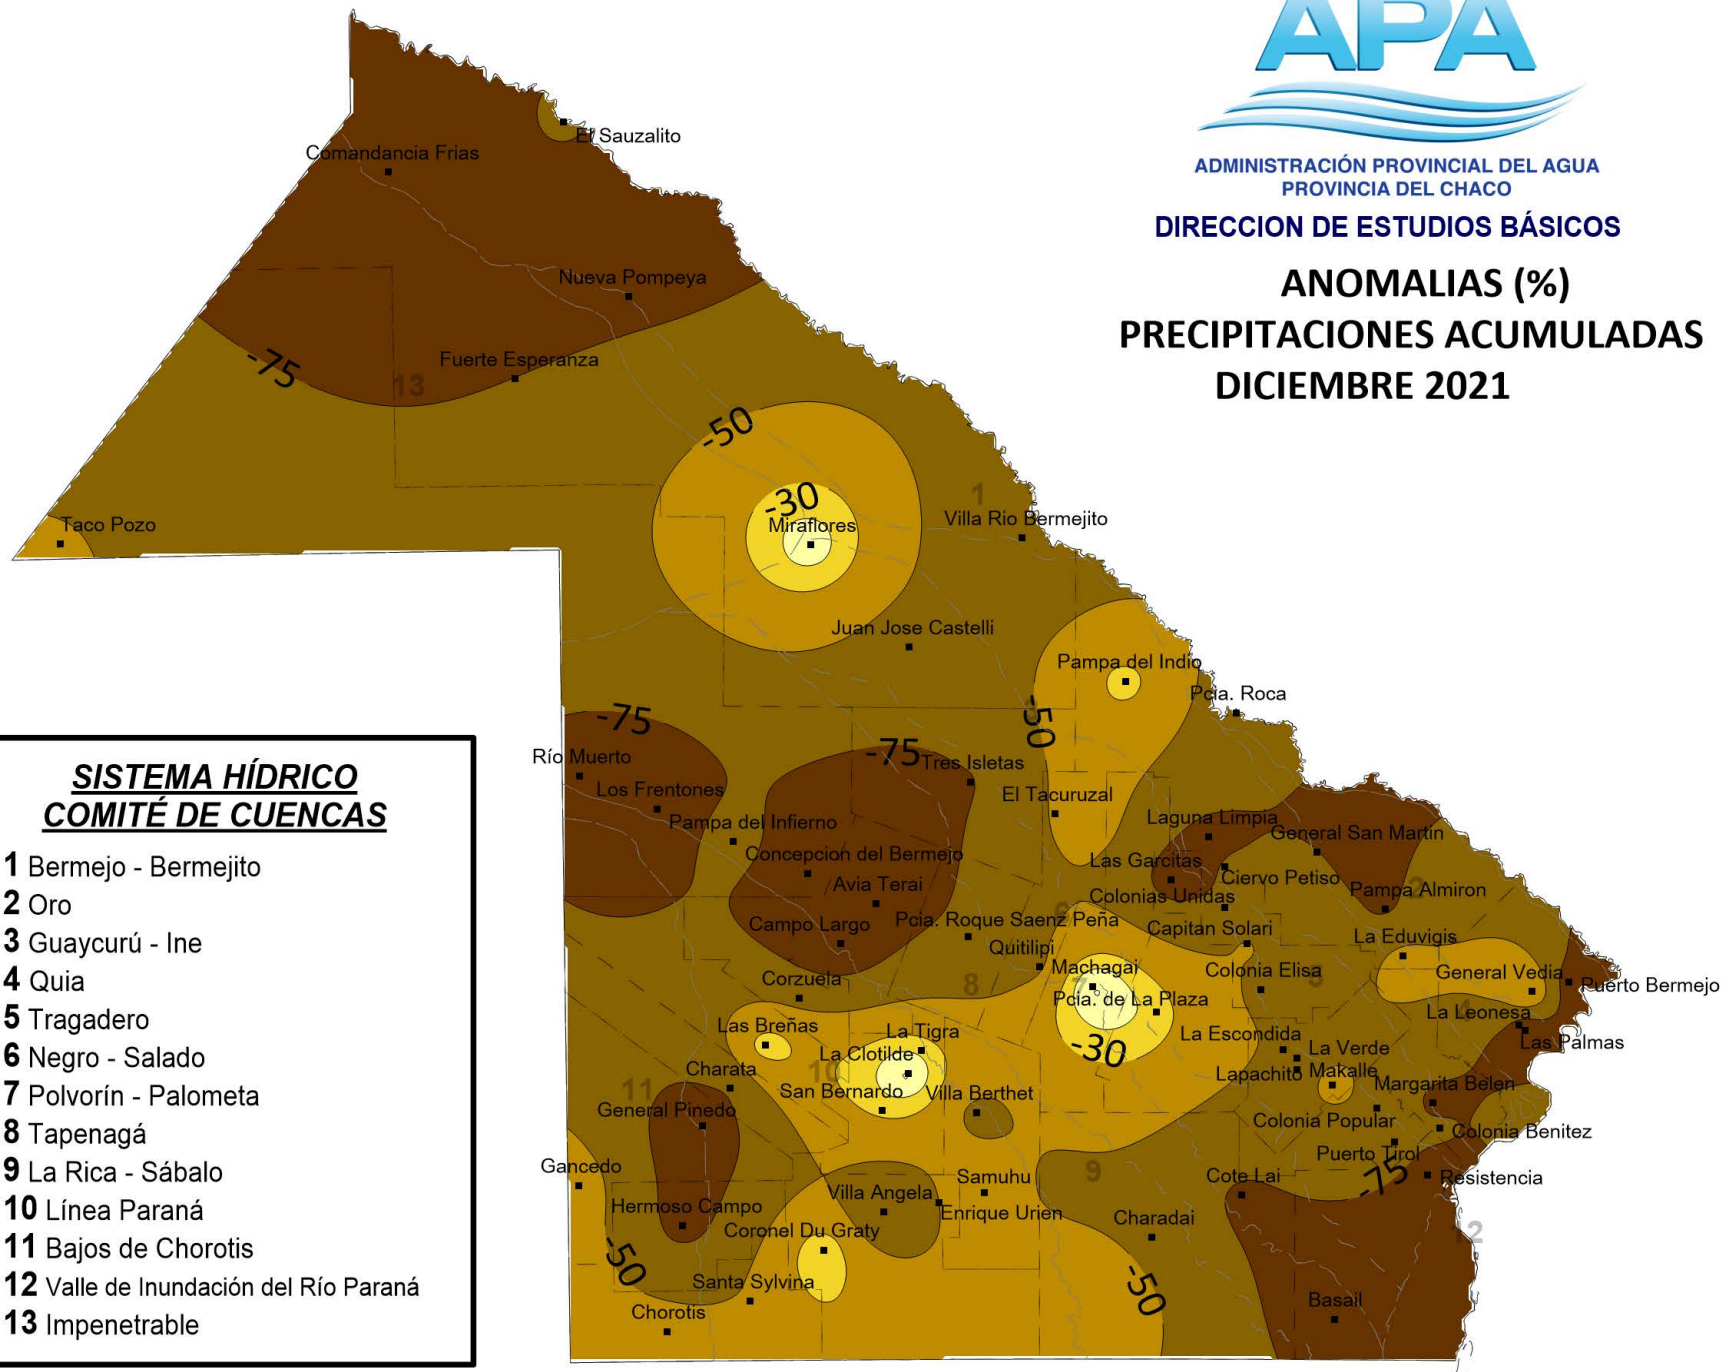 APA
ADMINISTRACIÓN PROVINCIAL DEL AGUA
PROVINCIA DEL CHACO
DIRECCION DE ESTUDIOS BÁSICOS
ANOMALIAS (%)
PRECIPITACIONES ACUMULADAS
DICIEMBRE 2021
El Sauzalito
Comandancia Frias
Nueva Pompeya
-75
Fuerte Esperanza
13
-50
-30
1
Taco Pozo
Miraflores
Villa Rio Bermejito
Juan Jose Castelli
Pampa del Indio
Pcia. Roca
-75
-50
Río Muerto
-75
Tres Isletas
Los Frentones
El Tacuruzal
Pampa del Infierno
Laguna Limpia
General San Martin
Concepcion del Bermejo
Las Garcitas
Avia Terai
Ciervo Petiso
Pampa Almiron
2
Colonias Unidas
6
Campo Largo
Pcia. Roque Saenz Peña
Capitan Solari
La Eduvigis
Quitilipi
Machagai
Colonia Elisa
5
General Vedia
Puerto Bermejo
Corzuela
8
7
Pcia. de La Plaza
La Leonesa
4
Las Breñas
La Tigra
-30
La Escondida
La Verde
Las Palmas
La Clotilde
Charata
10
Lapachito
Makalle
Margarita Belen
11
General Pinedo
San Bernardo
Villa Berthet
Colonia Popular
Colonia Benitez
Puerto Tirol
Gancedo
9
Samuhu
Cote Lai
-75
Resistencia
Villa Angela
Hermoso Campo
Enrique Urien
Charadai
12
Coronel Du Graty
-50
Santa Sylvina
-50
Chorotis
Basail
SISTEMA HÍDRICO
COMITÉ DE CUENCAS
1 Bermejo - Bermejito
2 Oro
3 Guaycurú - Ine
4 Quia
5 Tragadero
6 Negro - Salado
7 Polvorín - Palometa
8 Tapenagá
9 La Rica - Sábalo
10 Línea Paraná
11 Bajos de Chorotis
12 Valle de Inundación del Río Paraná
13 Impenetrable